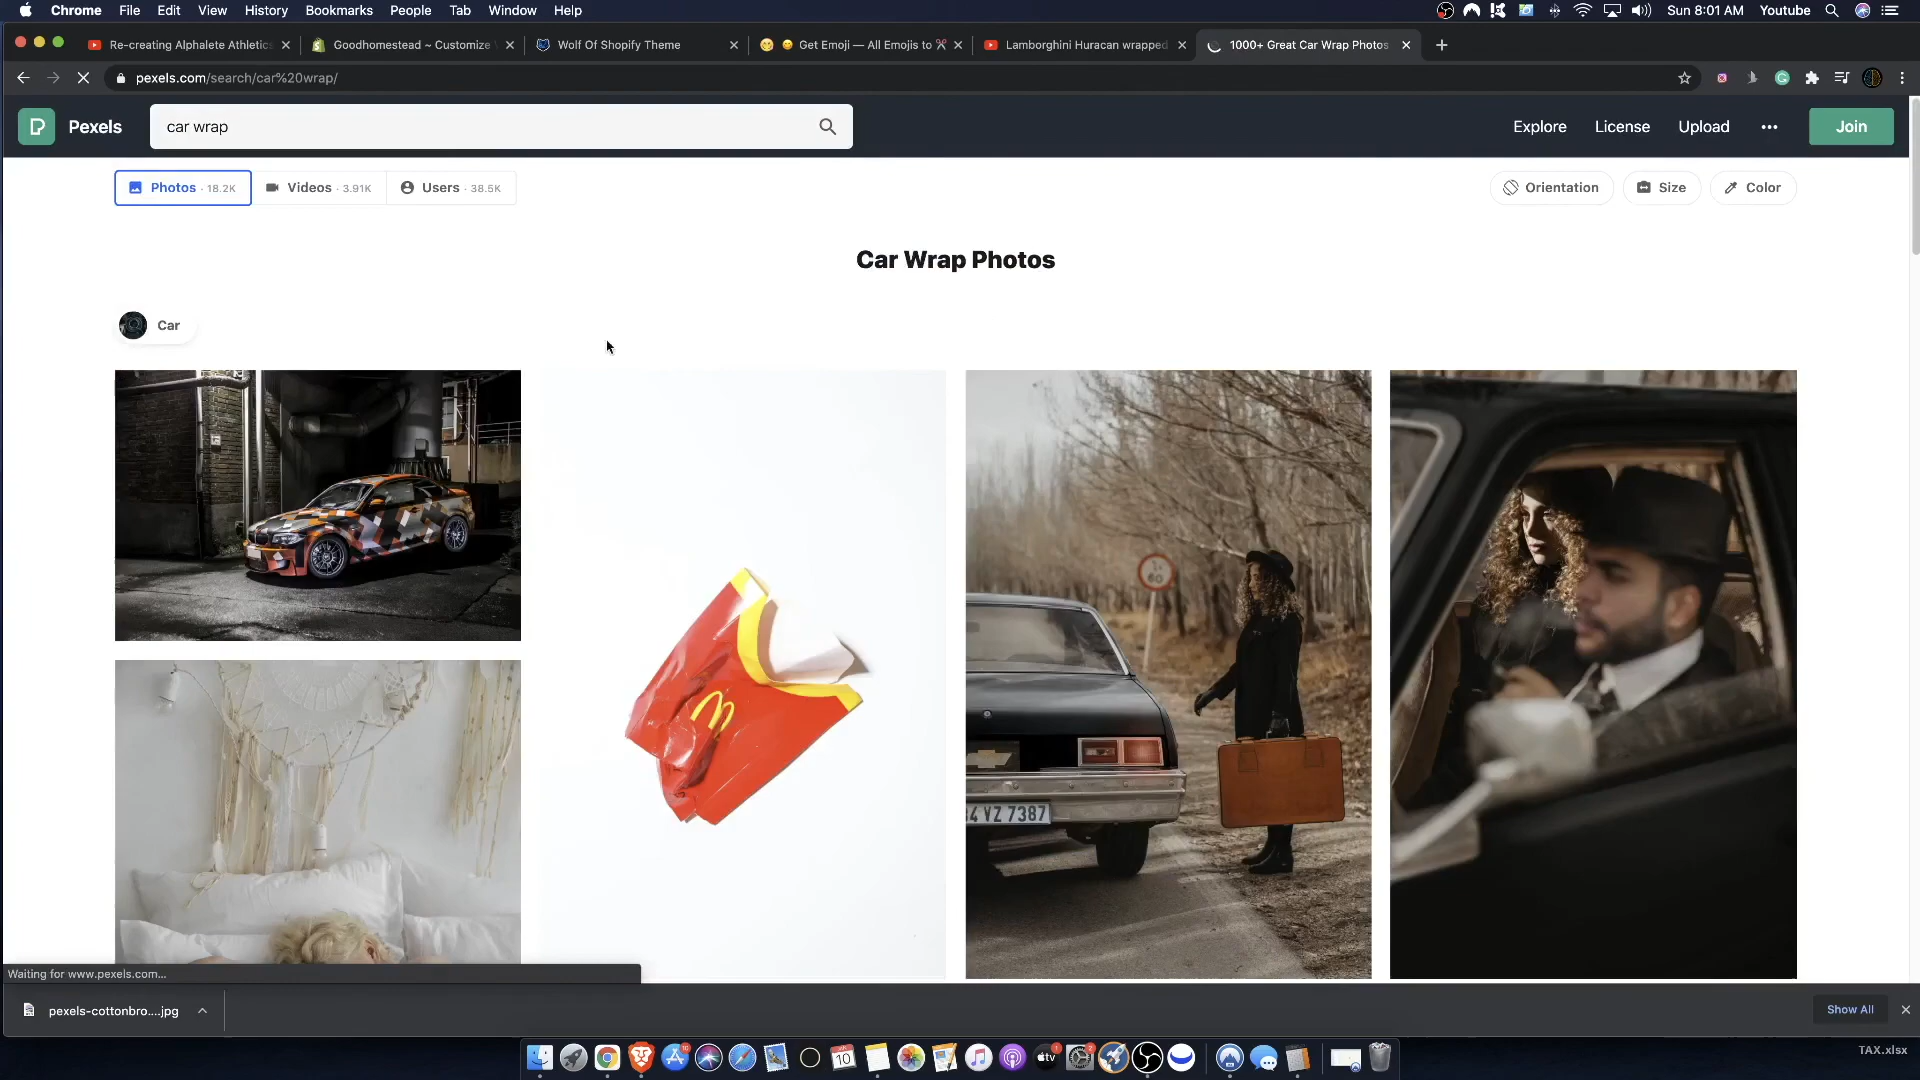 Chrome File Edit View History Bookmarks People Tab Window Help
Sun 8:01 AM Youtube
Re-creating Alphalete Athletics
Goodhomestead ~ Customize
Wolf Of Shopify Theme
Get Emoji — All Emojis to
Lamborghini Huracan wrapped
1000+ Great Car Wrap Photos
pexels.com/search/car%20wrap/
Pexels
car wrap
Explore License Upload ••• Join
Photos · 18.2K
Videos · 3.91K
Users · 38.5K
Orientation
Size
Color
Car Wrap Photos
Car
60
VZ 7387
Waiting for www.pexels.com...
pexels-cottonbro....jpg
Show All
10
tv
TAX.xlsx